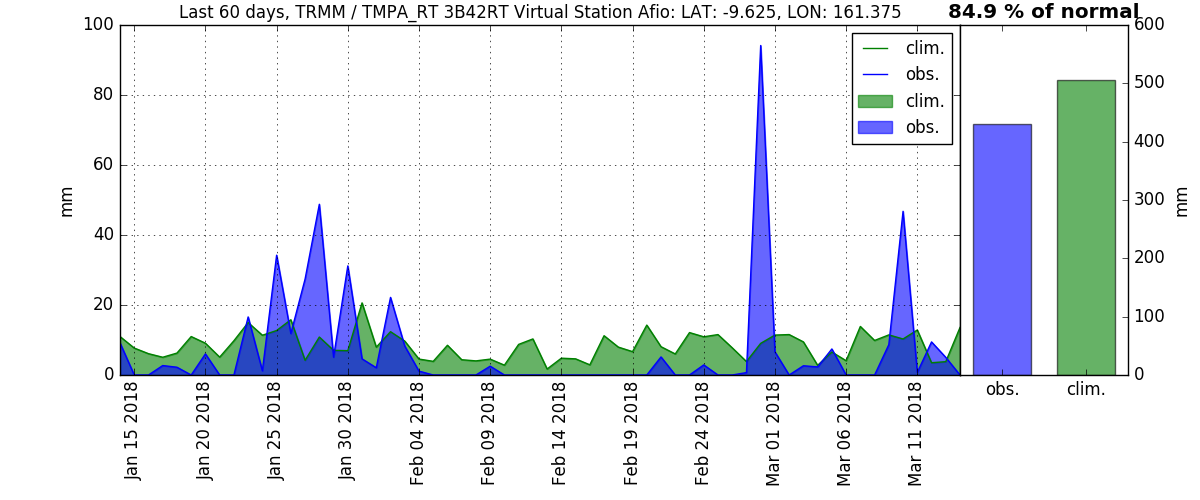 Last 60 days, TRMM / TMPA_RT 3B42RT Virtual Station Afio: LAT: -9.625, LON: 161.375
84.9 % of normal
100
80
60
40
20
0
mm
clim.
obs.
clim.
obs.
600
500
400
300
200
100
0
mm
obs.
clim.
Jan 15 2018
Jan 20 2018
Jan 25 2018
Jan 30 2018
Feb 04 2018
Feb 09 2018
Feb 14 2018
Feb 19 2018
Feb 24 2018
Mar 01 2018
Mar 06 2018
Mar 11 2018